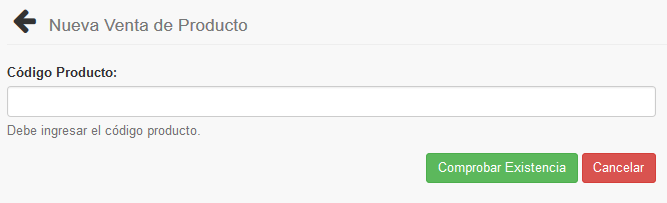 Nueva Venta de Producto
Código Producto:
Debe ingresar el código producto.
Comprobar Existencia Cancelar